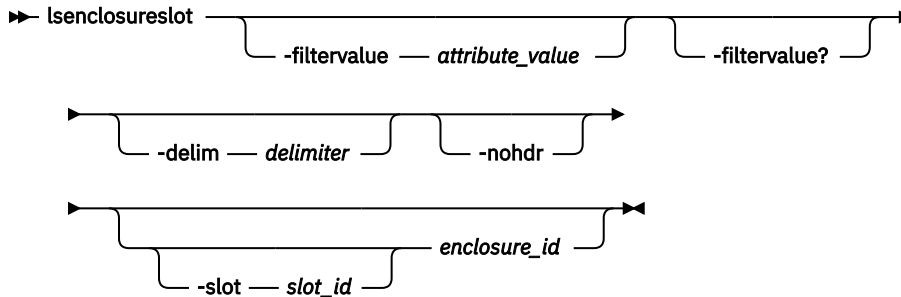 lsenclosureslot
-filtervalue attribute_value -filtervalue?
-delim delimiter -nohdr
enclosure_id
-slot slot_id